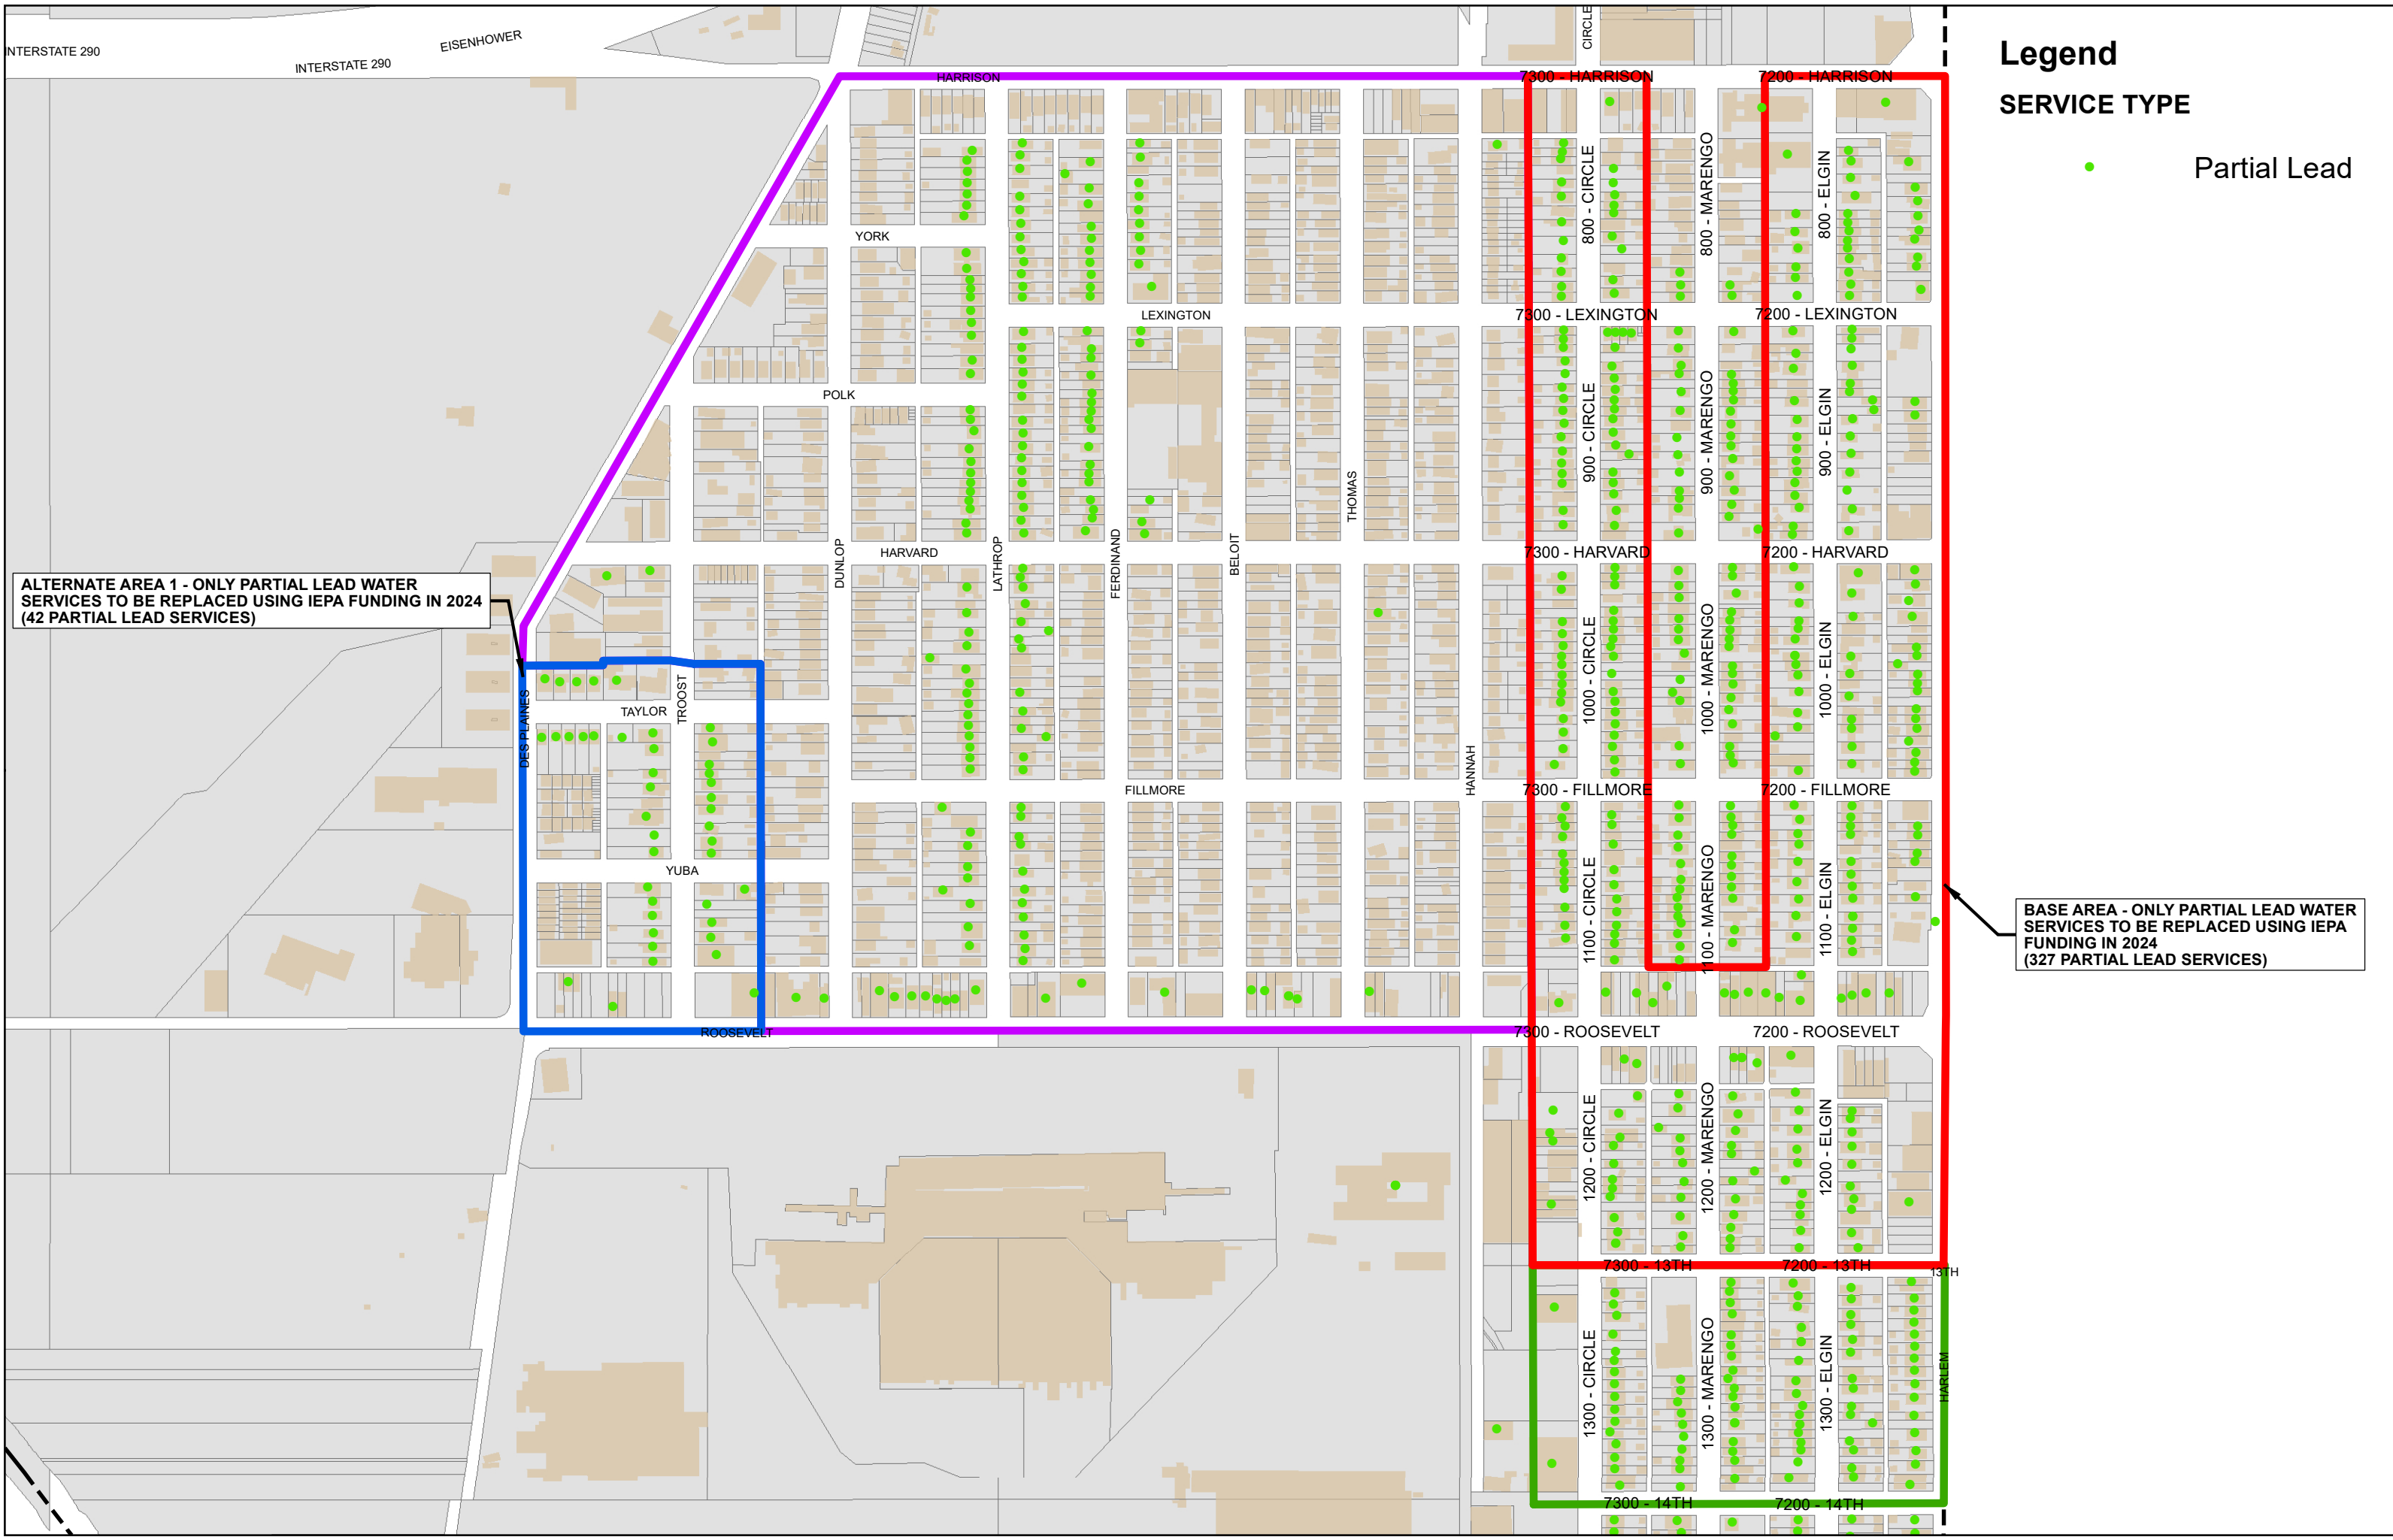 INTERSTATE 290
EISENHOWER
INTERSTATE 290
CIRCLE
Legend
SERVICE TYPE
Partial Lead
HARRISON
7300 - HARRISON
7200 - HARRISON
800 - CIRCLE
800 - MARENGO
800 - ELGIN
YORK
LEXINGTON
7300 - LEXINGTON
7200 - LEXINGTON
POLK
900 - CIRCLE
900 - MARENGO
900 - ELGIN
THOMAS
DUNLOP
HARVARD
LATHROP
FERDINAND
BELOIT
7300 - HARVARD
7200 - HARVARD
ALTERNATE AREA 1 - ONLY PARTIAL LEAD WATER
SERVICES TO BE REPLACED USING IEPA FUNDING IN 2024
(42 PARTIAL LEAD SERVICES)
1000 - CIRCLE
1000 - MARENGO
1000 - ELGIN
DES PLAINES
TAYLOR
TROOST
HANNAH
FILLMORE
7300 - FILLMORE
7200 - FILLMORE
YUBA
1100 - CIRCLE
1100 - MARENGO
1100 - ELGIN
BASE AREA - ONLY PARTIAL LEAD WATER
SERVICES TO BE REPLACED USING IEPA
FUNDING IN 2024
(327 PARTIAL LEAD SERVICES)
ROOSEVELT
7300 - ROOSEVELT
7200 - ROOSEVELT
1200 - CIRCLE
1200 - MARENGO
1200 - ELGIN
7300 - 13TH
7200 - 13TH
13TH
1300 - CIRCLE
1300 - MARENGO
1300 - ELGIN
HARLEM
7300 - 14TH
7200 - 14TH